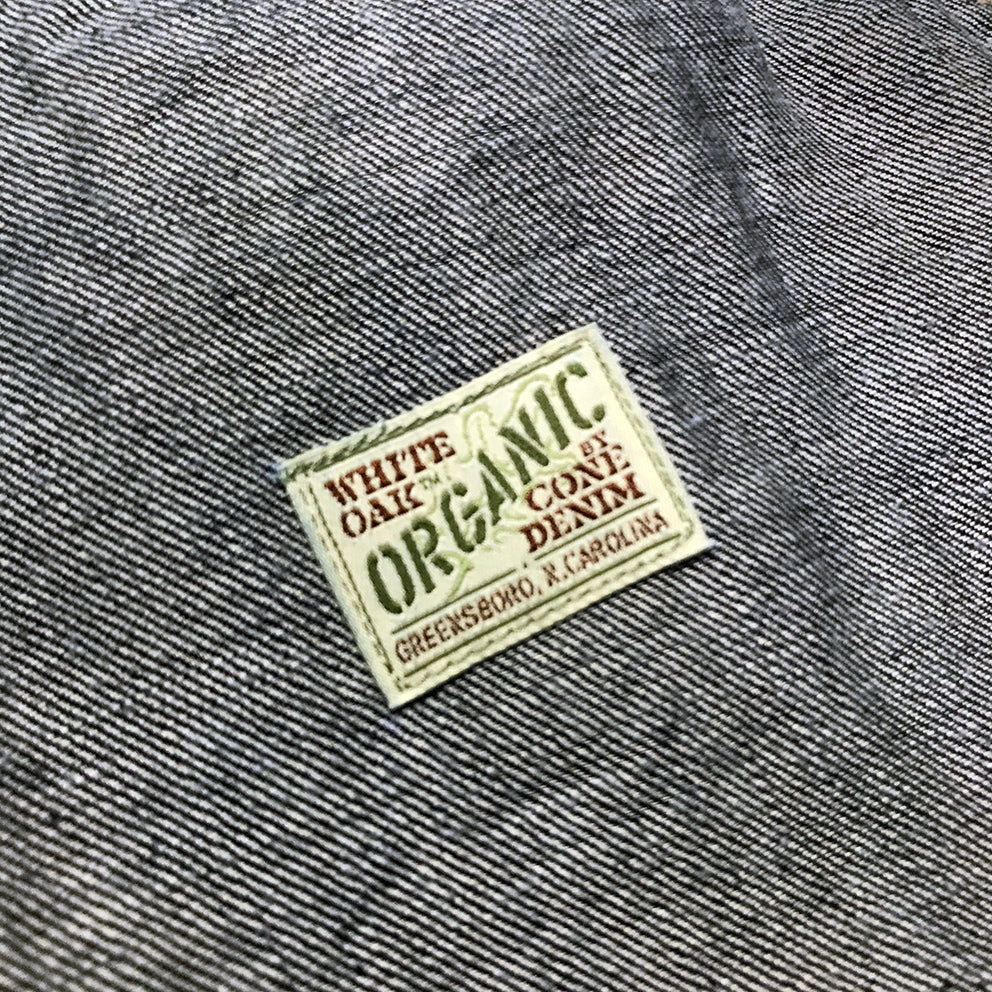 WHITE
OAK™
ORGANIC
BY
CONE
DENIM
GREENSBORO, N.CAROLINA